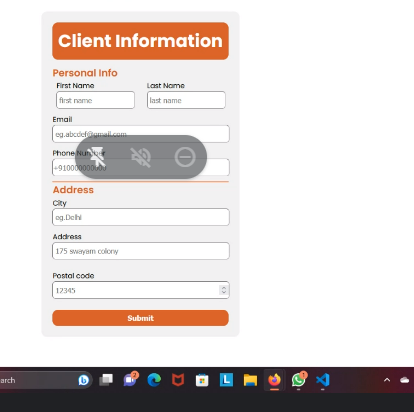 Client Information
Personal Info
First Name Last Name
first name last name
Email
eg.abcdef@gmail.com
Phone Number
+910000000000
Address
City
eg.Delhi
Address
175 swayam colony
Postal code
12345
Submit
arch